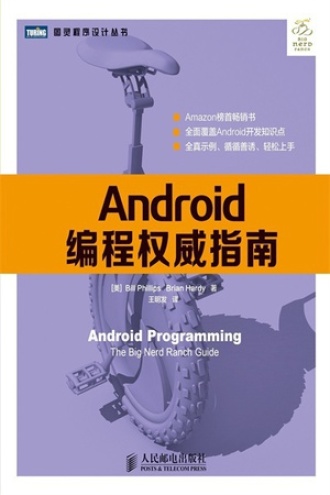 TURING 图灵程序设计丛书
BIG
nerd
ranch
Amazon榜首畅销书
全面覆盖Android开发知识点
全真示例、循循善诱、轻松上手
Android
编程权威指南
[美] Bill Phillips Brian Hardy 著
王明发 译
Android Programming
The Big Nerd Ranch Guide
人民邮电出版社
POSTS & TELECOM PRESS